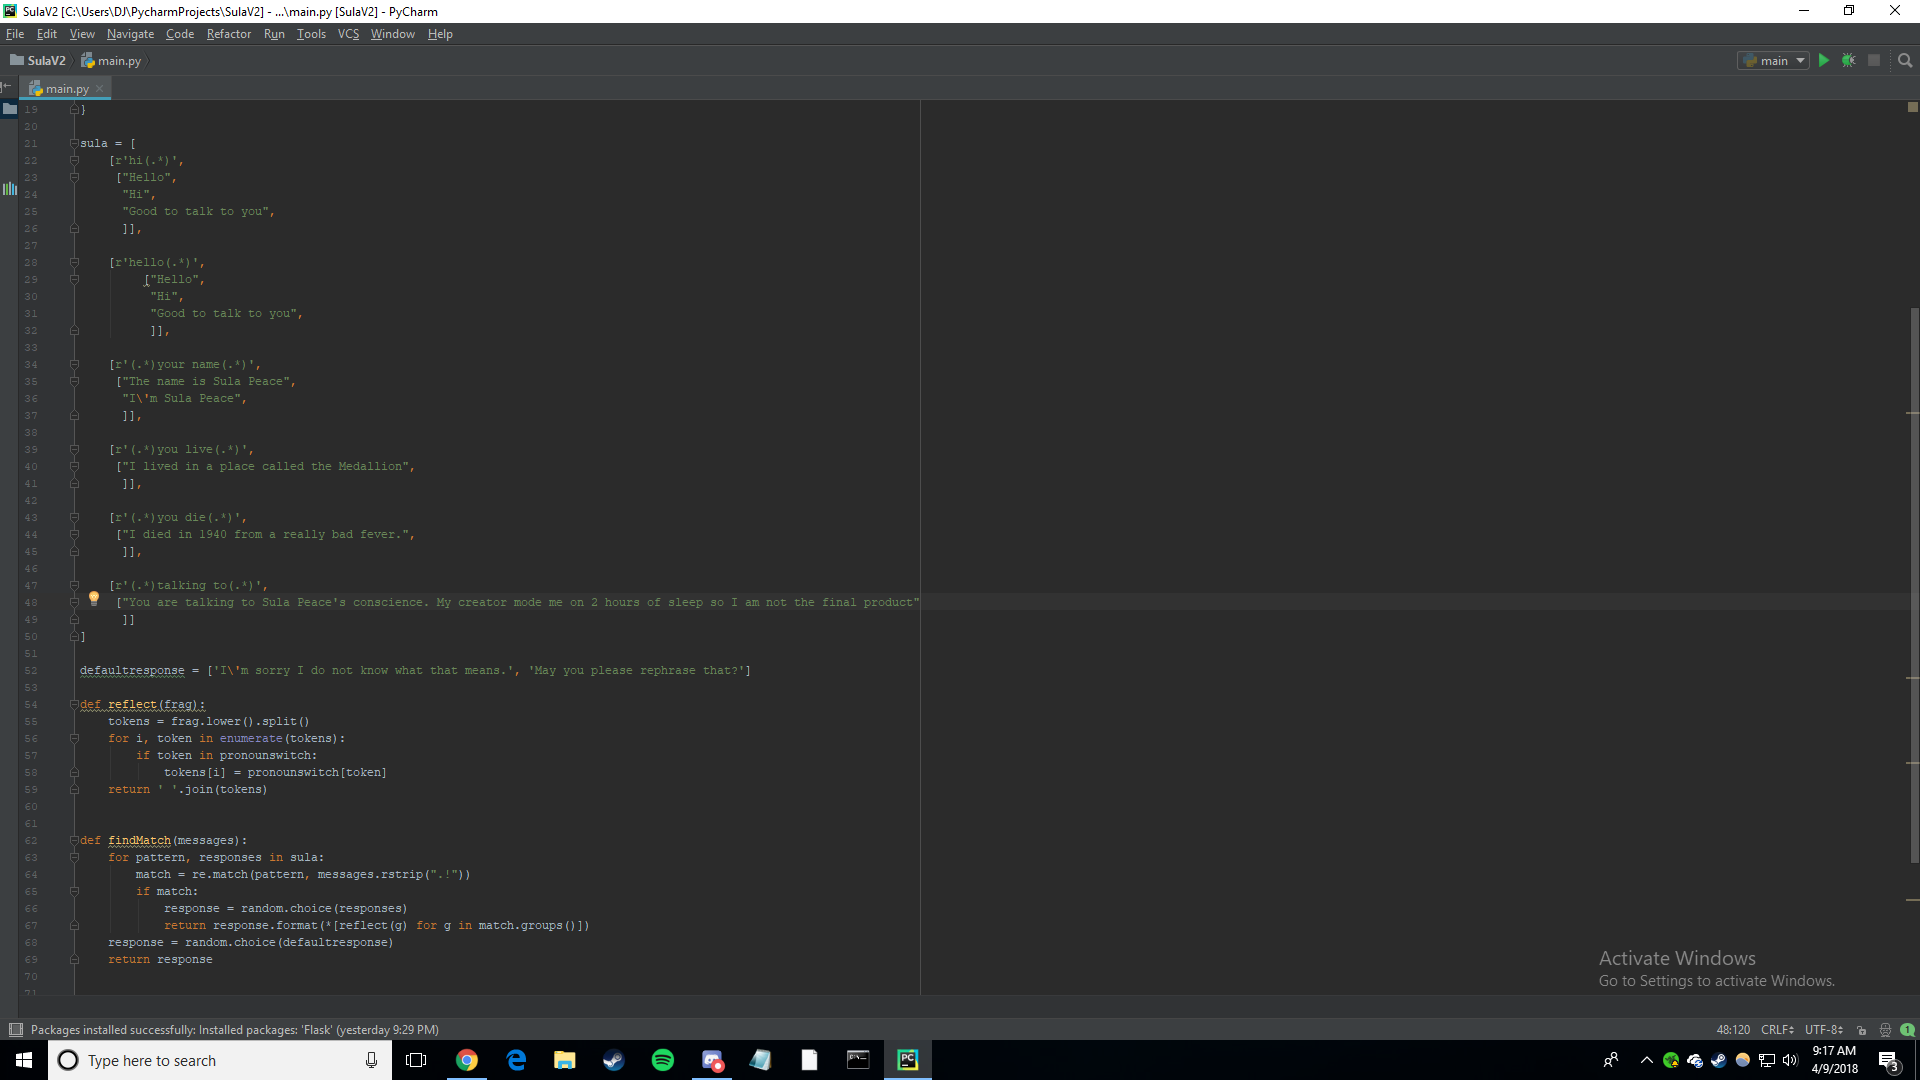 SulaV2 [C:\Users\DJ\PycharmProjects\SulaV2] - ...\main.py [SulaV2] - PyCharm
File Edit View Navigate Code Refactor Run Tools VCS Window Help
SulaV2 main.py main
main.py
19 }
20
21 sula = [
22 [r'hi(.*)',
23 ["Hello",
24 "Hi",
25 "Good to talk to you",
26 ]],
27
28 [r'hello(.*)',
29 ["Hello",
30 "Hi",
31 "Good to talk to you",
32 ]],
33
34 [r'(.*)your name(.*)',
35 ["The name is Sula Peace",
36 "I\'m Sula Peace",
37 ]],
38
39 [r'(.*)you live(.*)',
40 ["I lived in a place called the Medallion",
41 ]],
42
43 [r'(.*)you die(.*)',
44 ["I died in 1940 from a really bad fever.",
45 ]],
46
47 [r'(.*)talking to(.*)',
48 ["You are talking to Sula Peace's conscience. My creator mode me on 2 hours of sleep so I am not the final product"
49 ]]
50 ]
51
52 defaultresponse = ['I\'m sorry I do not know what that means.', 'May you please rephrase that?']
53
54 def reflect(frag):
55 tokens = frag.lower().split()
56 for i, token in enumerate(tokens):
57 if token in pronounswitch:
58 tokens[i] = pronounswitch[token]
59 return ' '.join(tokens)
60
61
62 def findMatch(messages):
63 for pattern, responses in sula:
64 match = re.match(pattern, messages.rstrip(".!"))
65 if match:
66 response = random.choice(responses)
67 return response.format(*[reflect(g) for g in match.groups()])
68 response = random.choice(defaultresponse)
69 return response
70
71
Activate Windows
Go to Settings to activate Windows.
Packages installed successfully: Installed packages: 'Flask' (yesterday 9:29 PM) 48:120 CRLF UTF-8 1
Type here to search
9:17 AM
4/9/2018
3